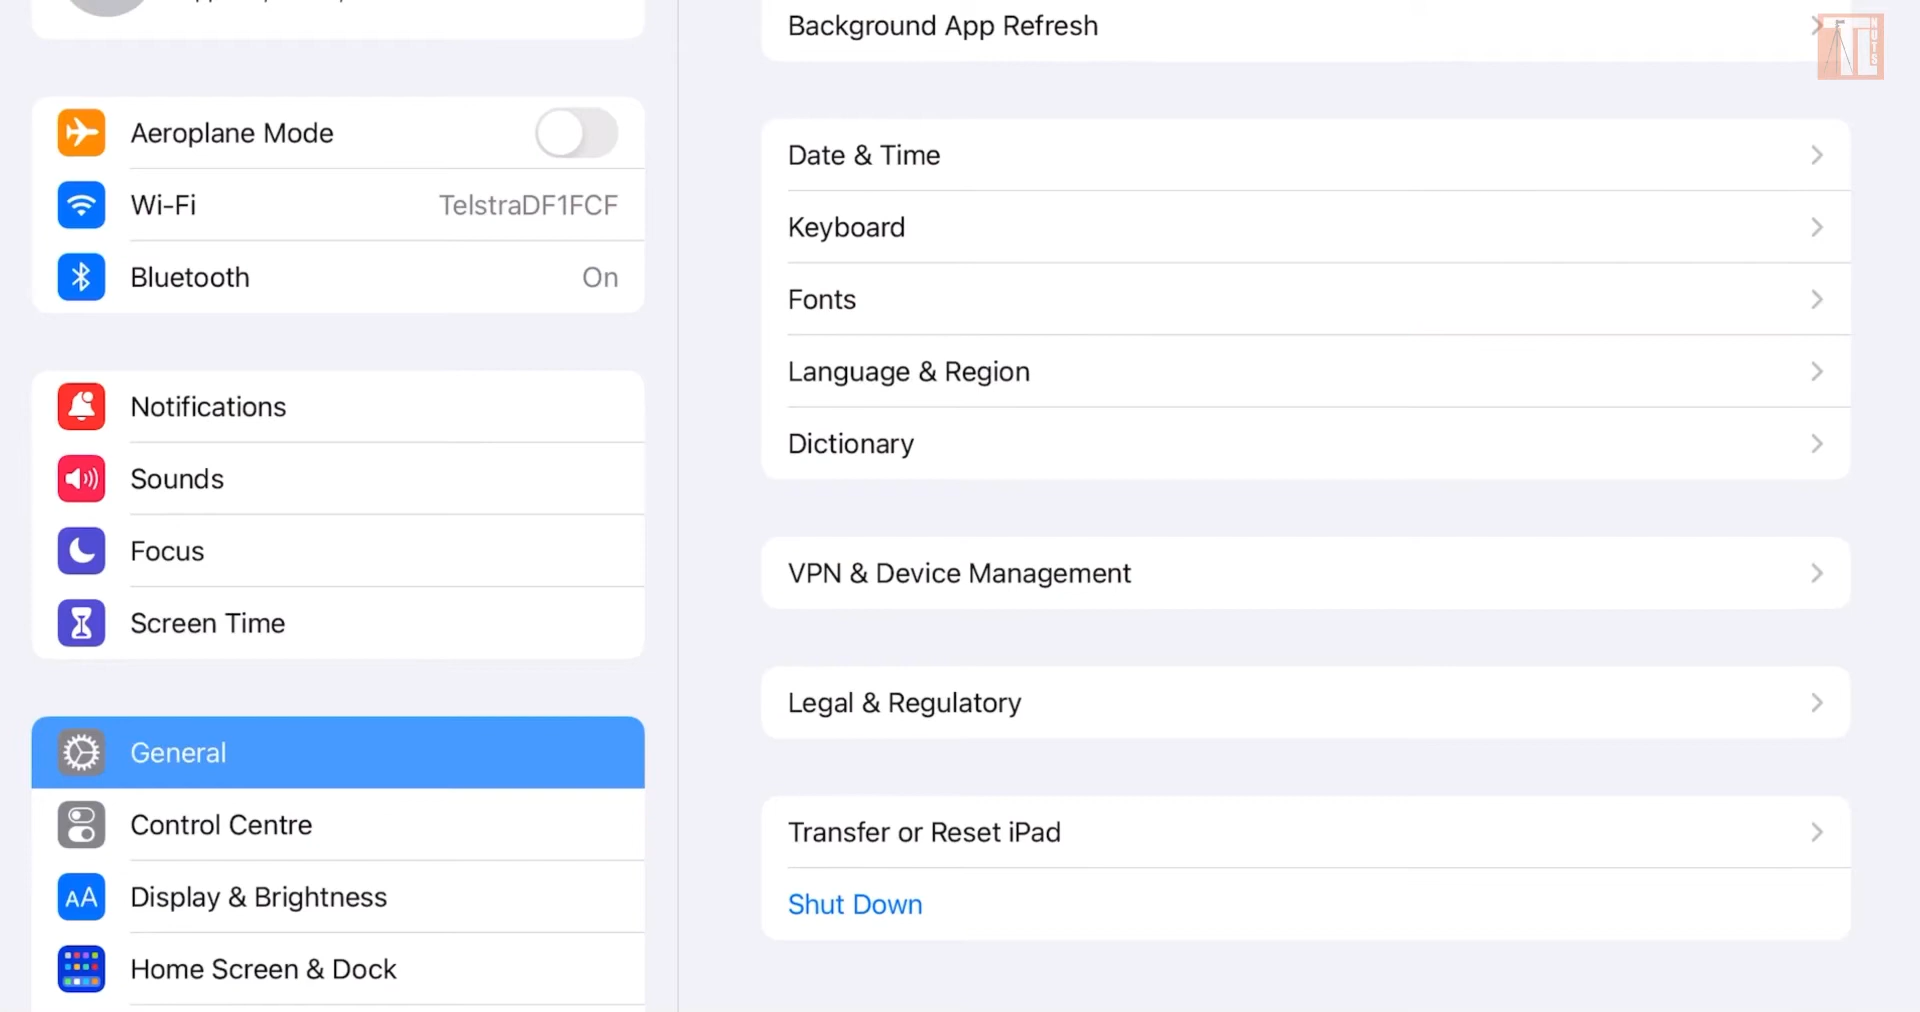 Aeroplane Mode
Wi-Fi TelstraDF1FCF
Bluetooth On
Notifications
Sounds
Focus
Screen Time
General
Control Centre
AA Display & Brightness
Home Screen & Dock
Background App Refresh
Date & Time
Keyboard
Fonts
Language & Region
Dictionary
VPN & Device Management
Legal & Regulatory
Transfer or Reset iPad
Shut Down
NUTS